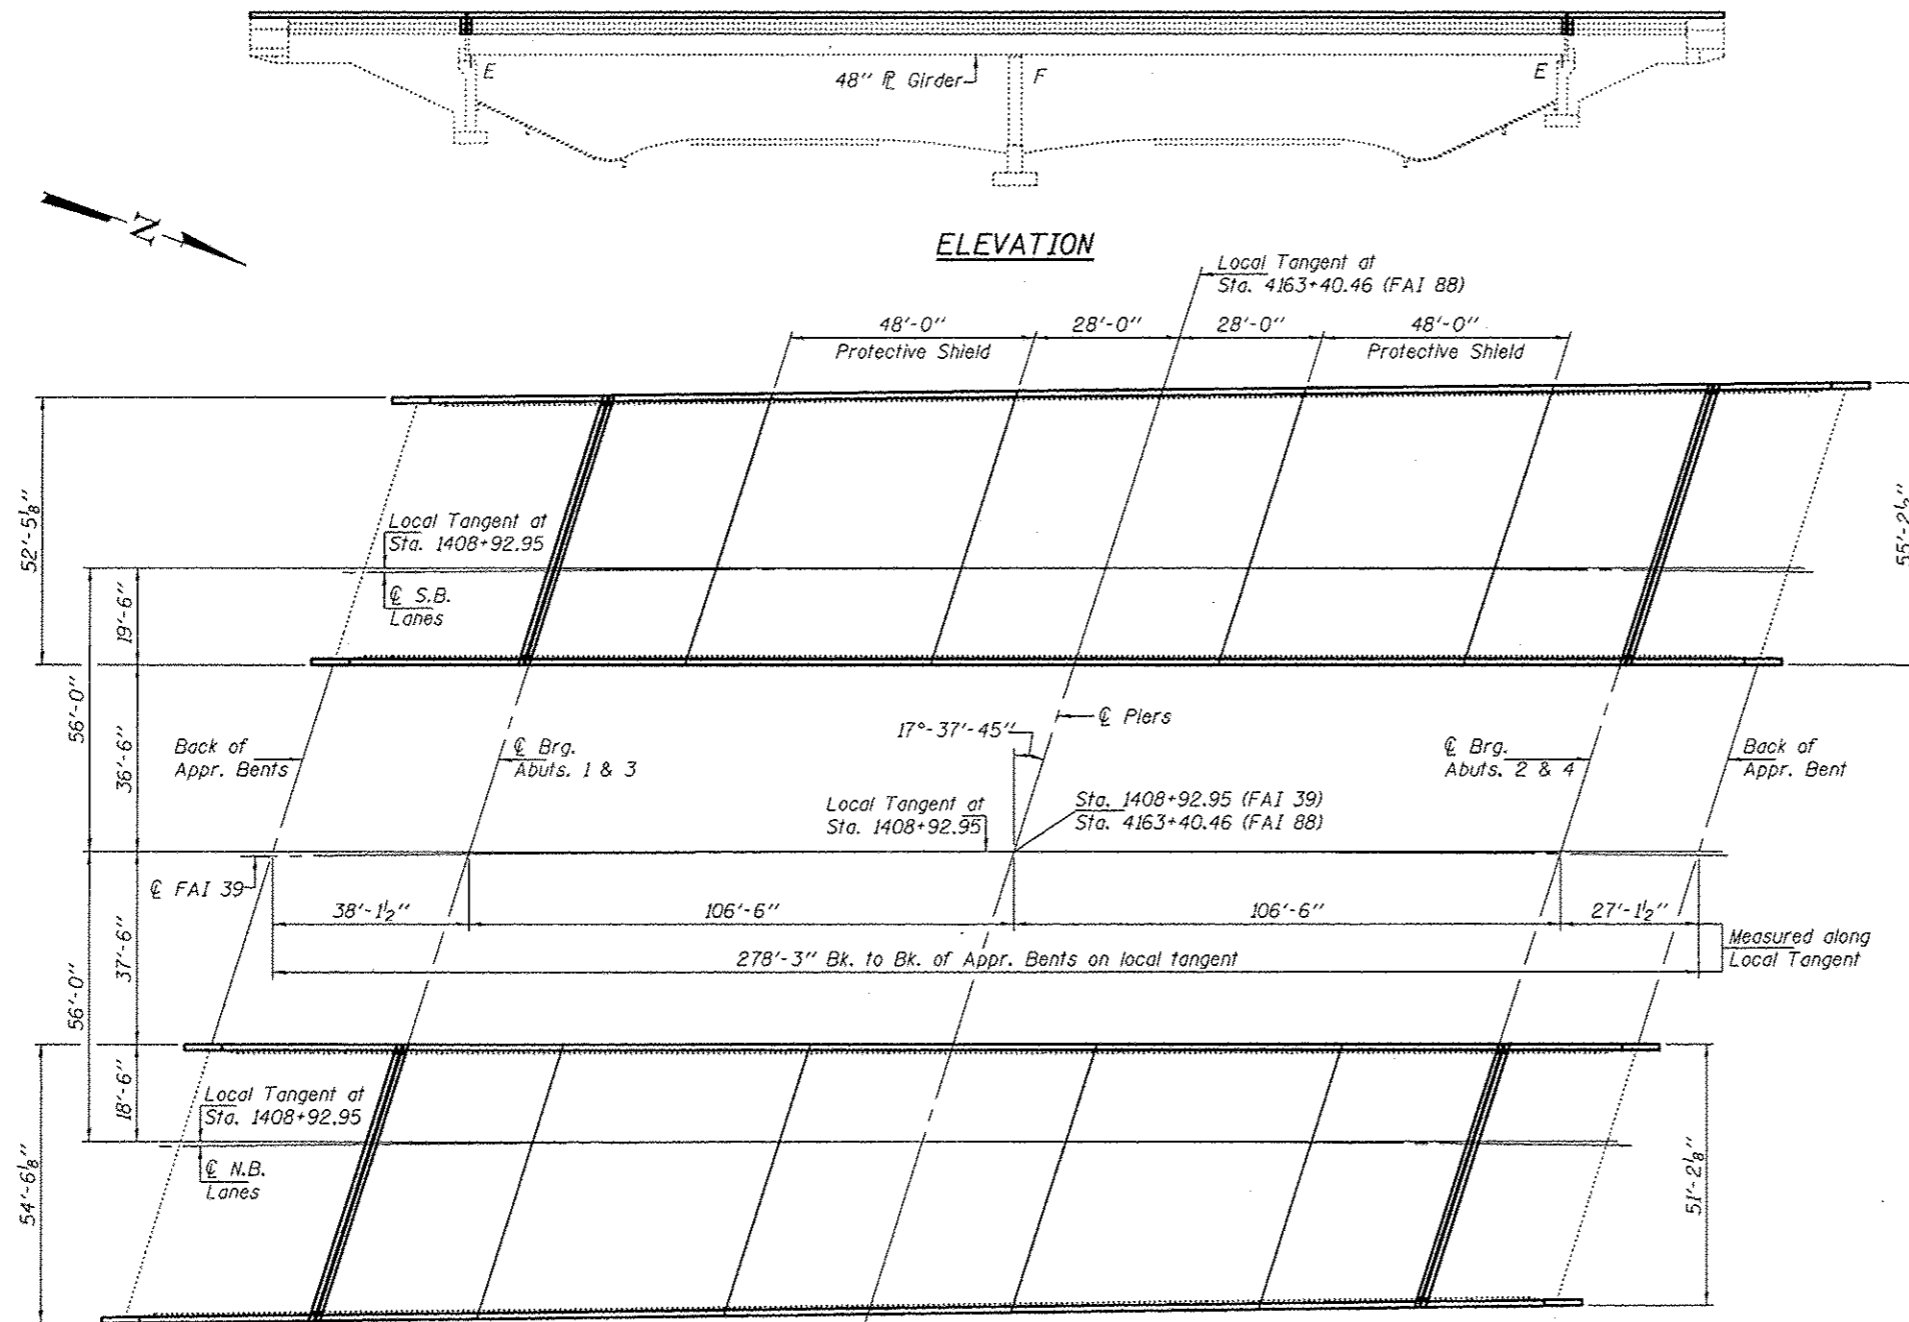 E
48" ℄ Girder
F
E
N
ELEVATION
Local Tangent at
Sta. 4163+40.46 (FAI 88)
48'-0"
28'-0"
28'-0"
48'-0"
Protective Shield
Protective Shield
52'-5⅛"
55'-2½"
Local Tangent at
Sta. 1408+92.95
℄ S.B.
Lanes
19'-6"
56'-0"
36'-6"
Back of
Appr. Bents
℄ Brg.
Abuts. 1 & 3
17°-37'-45"
℄ Piers
℄ Brg.
Abuts. 2 & 4
Back of
Appr. Bent
Local Tangent at
Sta. 1408+92.95
Sta. 1408+92.95 (FAI 39)
Sta. 4163+40.46 (FAI 88)
℄ FAI 39
38'-1½"
106'-6"
106'-6"
27'-1½"
Measured along
Local Tangent
278'-3" Bk. to Bk. of Appr. Bents on local tangent
37'-6"
56'-0"
18'-6"
Local Tangent at
Sta. 1408+92.95
℄ N.B.
Lanes
54'-6⅛"
51'-2⅛"